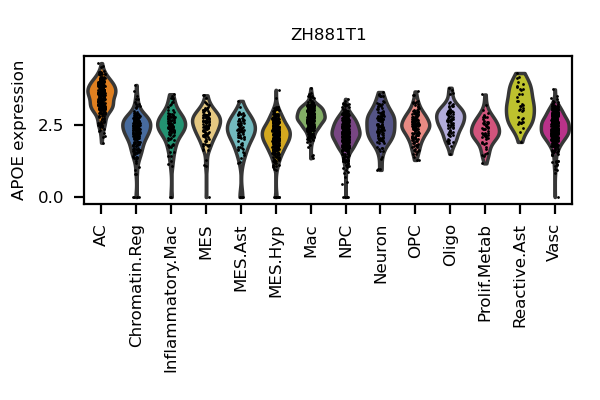 ZH881T1
APOE expression
2.5
0.0
AC
Chromatin.Reg
Inflammatory.Mac
MES
MES.Ast
MES.Hyp
Mac
NPC
Neuron
OPC
Oligo
Prolif.Metab
Reactive.Ast
Vasc